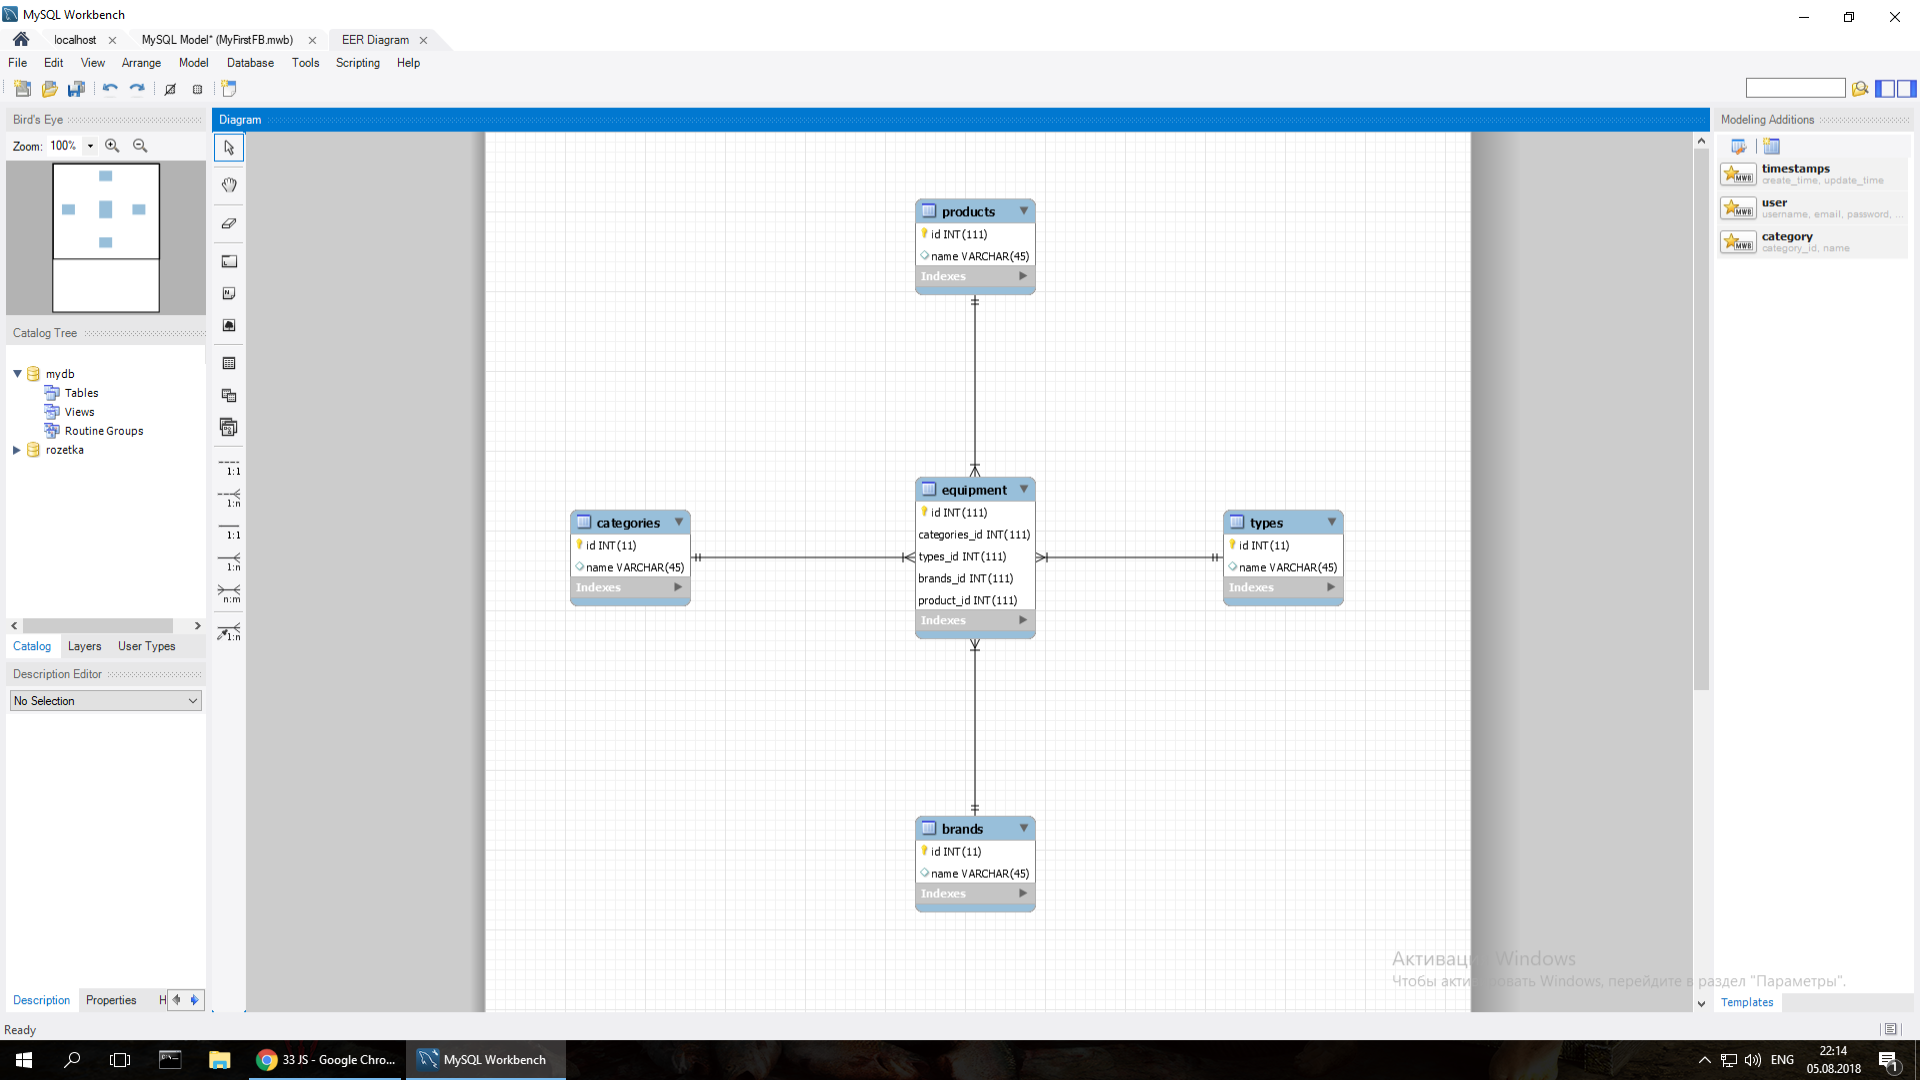 MySQL Workbench
localhost
MySQL Model* (MyFirstFB.mwb)
EER Diagram
File Edit View Arrange Model Database Tools Scripting Help
Bird's Eye
Zoom: 100%
Catalog Tree
mydb
Tables
Views
Routine Groups
rozetka
Catalog Layers User Types
Description Editor
No Selection
Description Properties H
Ready
Diagram
1:1
1:n
1:1
1:n
n:m
1:n
products
id INT(111)
name VARCHAR(45)
Indexes
categories
id INT(11)
name VARCHAR(45)
Indexes
equipment
id INT(111)
categories_id INT(111)
types_id INT(111)
brands_id INT(111)
product_id INT(111)
Indexes
types
id INT(11)
name VARCHAR(45)
Indexes
brands
id INT(11)
name VARCHAR(45)
Indexes
Modeling Additions
timestamps
create_time, update_time
user
username, email, password, ...
category
category_id, name
Templates
Windows
Чтобы Windows, перейдите в раздел "Параметры".
33 JS - Google Chro...
MySQL Workbench
ENG
22:14
05.08.2018
1